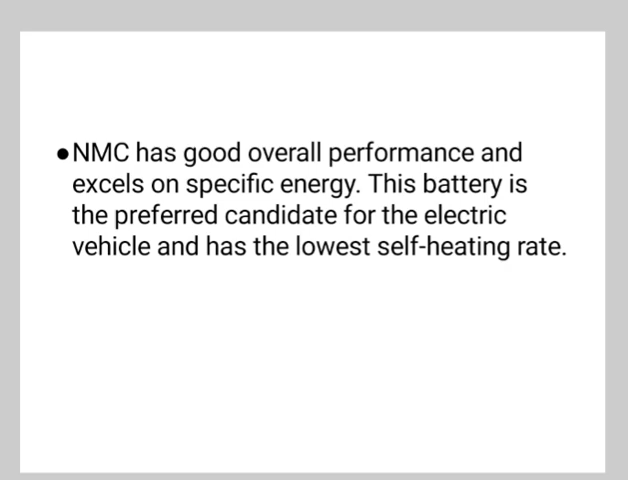 ●NMC has good overall performance and
excels on specific energy. This battery is
the preferred candidate for the electric
vehicle and has the lowest self-heating rate.